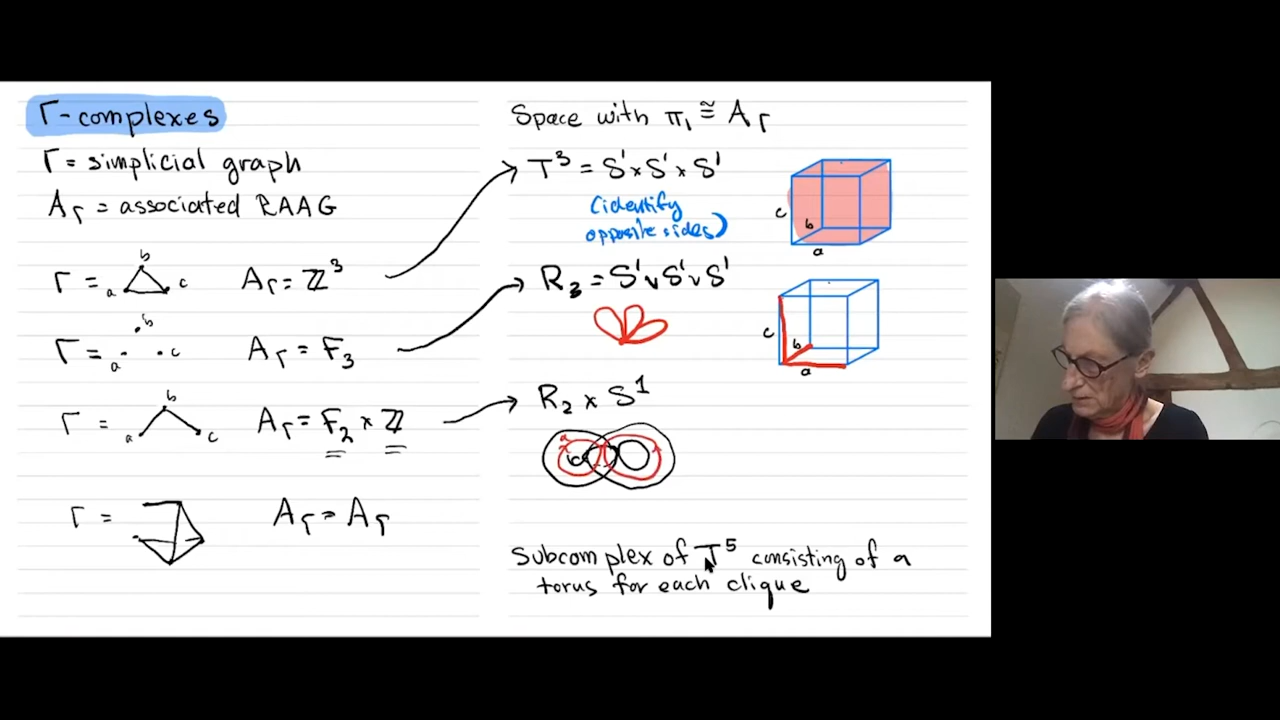 Γ-complexes
Γ = simplicial graph
A_Γ = associated RAAG
Γ = a b c A_Γ = ℤ³
Γ = a b c A_Γ = F₃
Γ = a b c A_Γ = F₂ × ℤ
Γ = A_Γ = A_Γ
Space with π₁ ≅ A_Γ
T³ = S¹ × S¹ × S¹
(identify
opposite sides)
c b a
R₃ = S¹ ∨ S¹ ∨ S¹
c b a
R₂ × S¹
a
Subcomplex of T⁵ consisting of a
torus for each clique